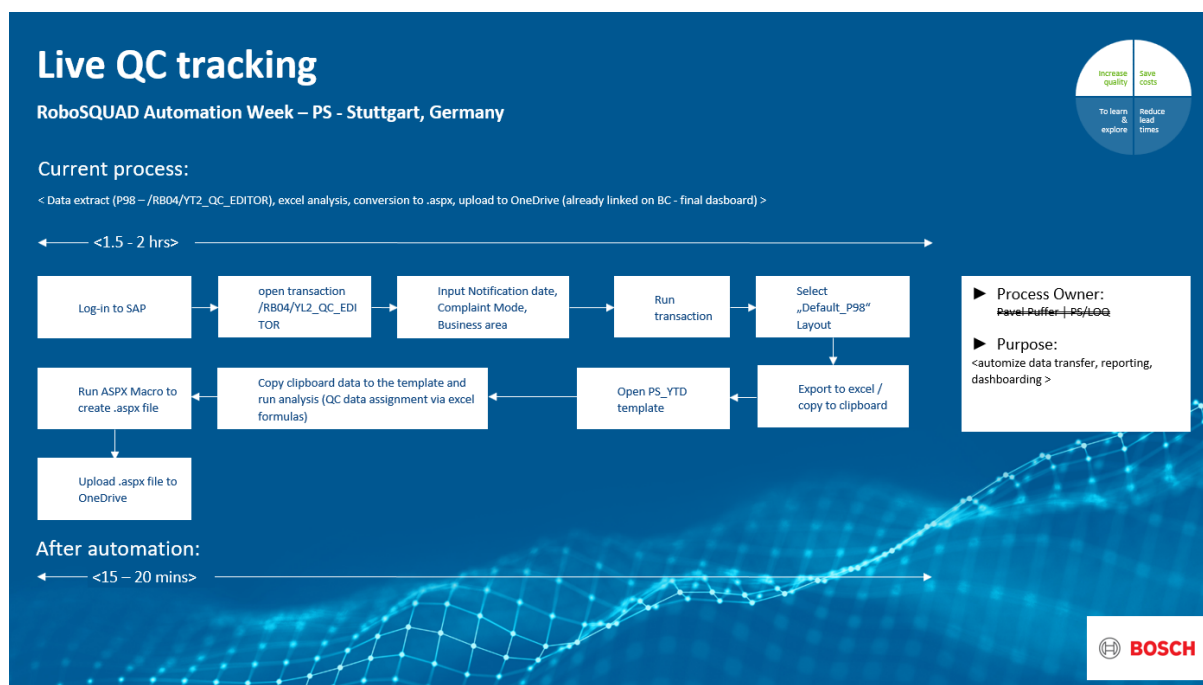 Live QC tracking
RoboSQUAD Automation Week – PS - Stuttgart, Germany
Increase
quality
Save
costs
To learn
&
explore
Reduce
lead
times
Current process:
< Data extract (P98 – /RB04/YT2_QC_EDITOR), excel analysis, conversion to .aspx, upload to OneDrive (already linked on BC - final dasboard) >
<1.5 - 2 hrs>
Log-in to SAP
open transaction
/RB04/YL2_QC_EDI
TOR
Input Notification date,
Complaint Mode,
Business area
Run
transaction
Select
„Default_P98“
Layout
Export to excel /
copy to clipboard
Open PS_YTD
template
Copy clipboard data to the template and
run analysis (QC data assignment via excel
formulas)
Run ASPX Macro to
create .aspx file
Upload .aspx file to
OneDrive
► Process Owner:
Pavel Puffer | PS/LOQ
► Purpose:
<automize data transfer, reporting,
dashboarding >
After automation:
<15 – 20 mins>
BOSCH